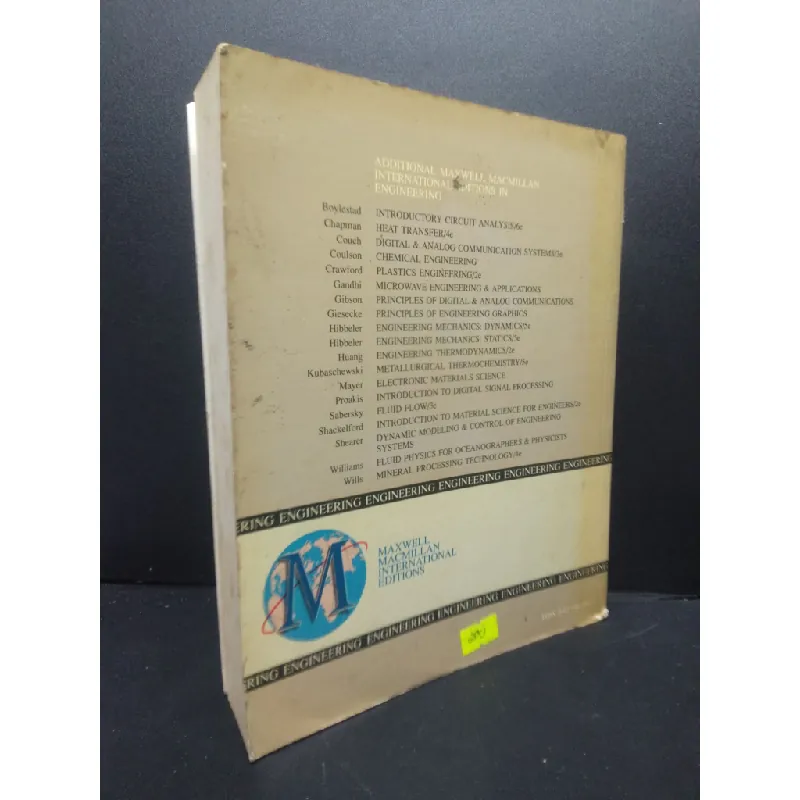 ADDITIONAL MAXWELL MACMILLAN
INTERNATIONAL EDITIONS IN
ENGINEERING
Boylestad INTRODUCTORY CIRCUIT ANALYSIS/6e
Chapman HEAT TRANSFER/4e
Couch DIGITAL & ANALOG COMMUNICATION SYSTEMS/3e
Coulson CHEMICAL ENGINEERING
Crawford PLASTICS ENGINEERING/2e
Gandhi MICROWAVE ENGINEERING & APPLICATIONS
Gibson PRINCIPLES OF DIGITAL & ANALOG COMMUNICATIONS
Giesecke PRINCIPLES OF ENGINEERING GRAPHICS
Hibbeler ENGINEERING MECHANICS: DYNAMICS/5e
Hibbeler ENGINEERING MECHANICS: STATICS/5e
Huang ENGINEERING THERMODYNAMICS/2e
Kubaschewski METALLURGICAL THERMOCHEMISTRY/5e
Mayer ELECTRONIC MATERIALS SCIENCE
Proakis INTRODUCTION TO DIGITAL SIGNAL PROCESSING
Sabersky FLUID FLOW/3e
Shackelford INTRODUCTION TO MATERIAL SCIENCE FOR ENGINEERS/2e
Shearer DYNAMIC MODELING & CONTROL OF ENGINEERING
SYSTEMS
Williams FLUID PHYSICS FOR OCEANOGRAPHERS & PHYSICISTS
Wills MINERAL PROCESSING TECHNOLOGY/4e
ERING ENGINEERING ENGINEERING ENGINEERING ENGINEERING ENGINEERING
M
MAXWELL
MACMILLAN
INTERNATIONAL
EDITIONS
RING ENGINEERING ENGINEERING ENGINEERING ENGINEERING ENGINEERING
ISBN